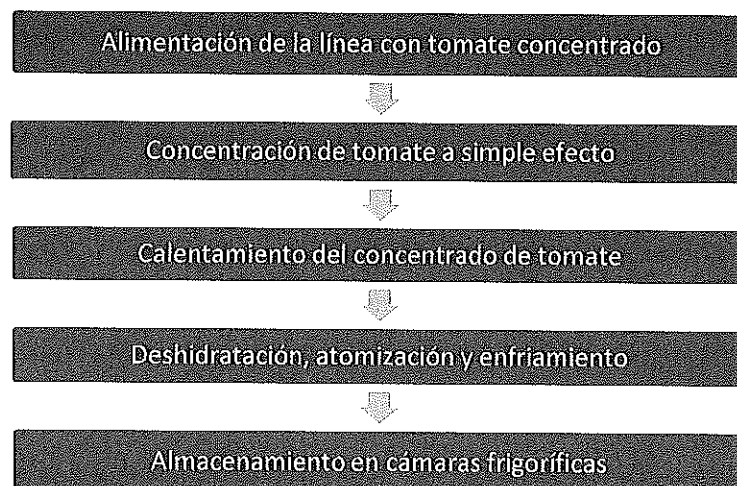 Alimentación de la línea con tomate concentrado
Concentración de tomate a simple efecto
Calentamiento del concentrado de tomate
Deshidratación, atomización y enfriamiento
Almacenamiento en cámaras frigoríficas